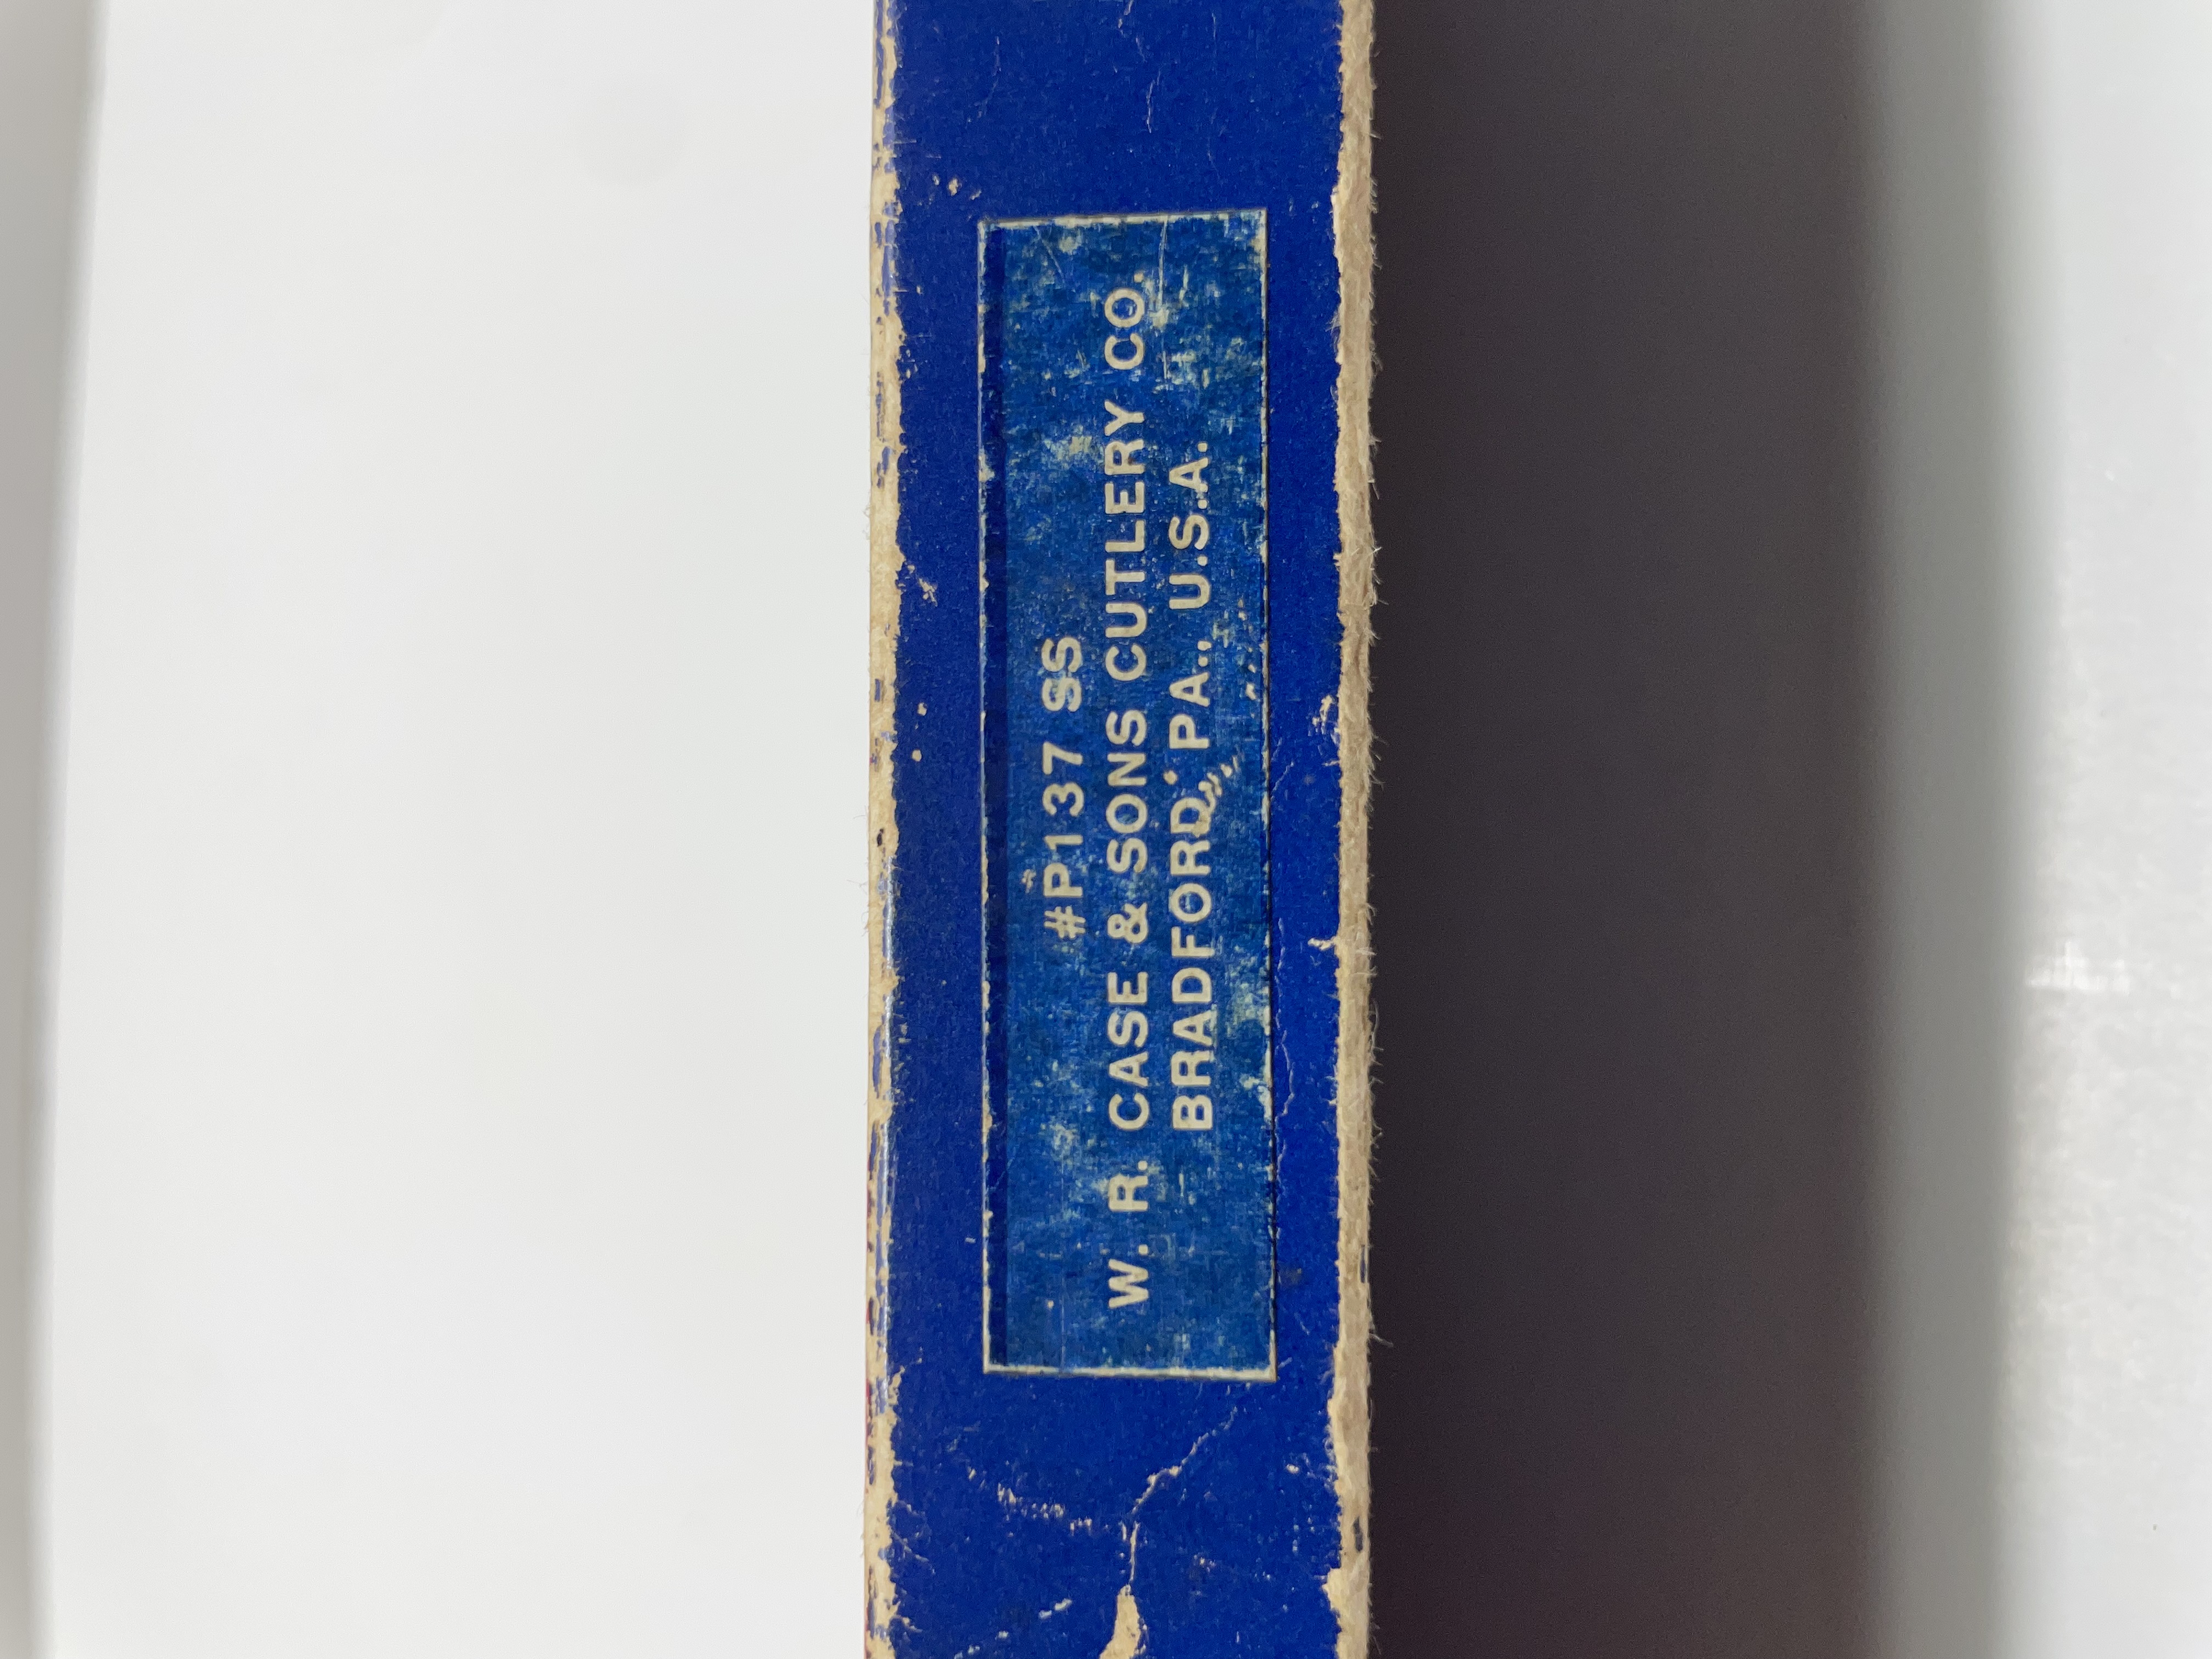 #P137 SS
W. R. CASE & SONS CUTLERY CO.
BRADFORD, PA., U.S.A.